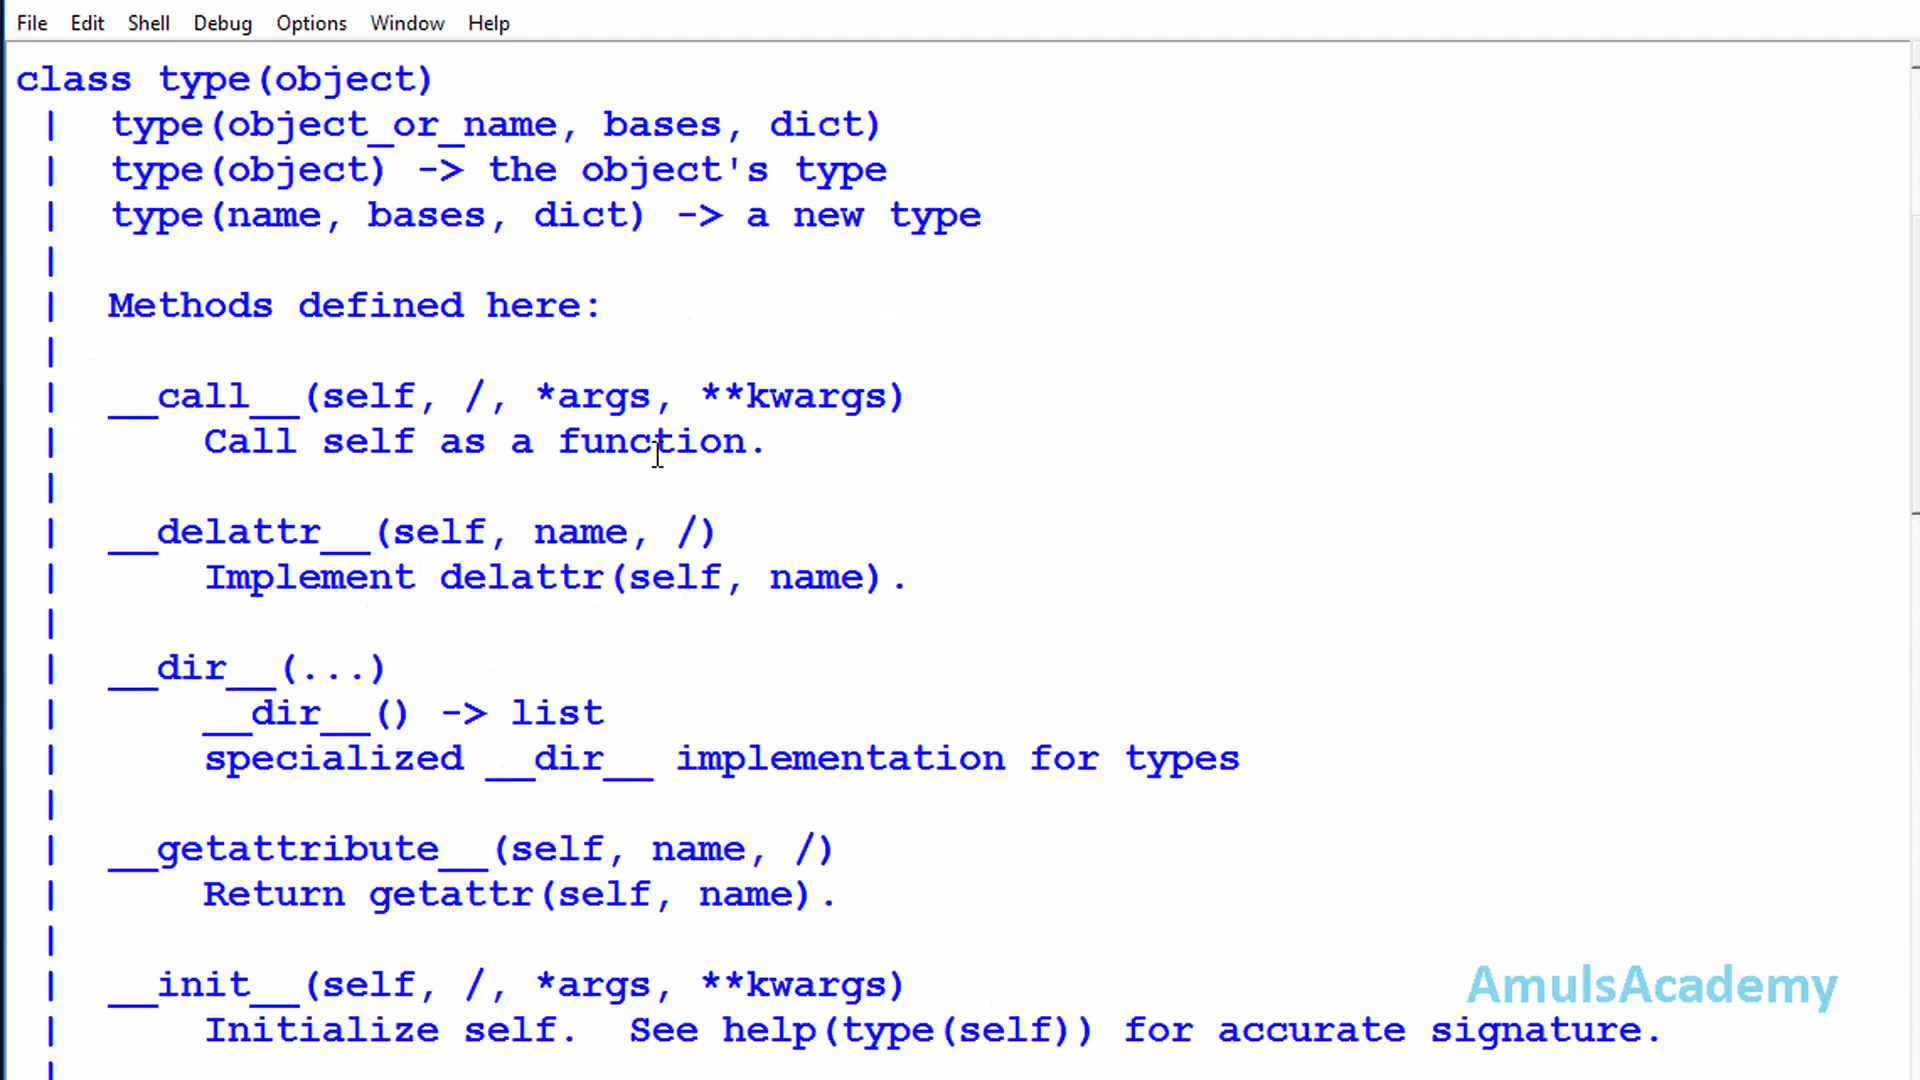 File Edit Shell Debug Options Window Help
class type(object)
 |  type(object_or_name, bases, dict)
 |  type(object) -> the object's type
 |  type(name, bases, dict) -> a new type
 |
 |  Methods defined here:
 |
 |  __call__(self, /, *args, **kwargs)
 |      Call self as a function.
 |
 |  __delattr__(self, name, /)
 |      Implement delattr(self, name).
 |
 |  __dir__(...)
 |      __dir__() -> list
 |      specialized __dir__ implementation for types
 |
 |  __getattribute__(self, name, /)
 |      Return getattr(self, name).
 |
 |  __init__(self, /, *args, **kwargs)
 |      Initialize self.  See help(type(self)) for accurate signature.
 |
AmulsAcademy